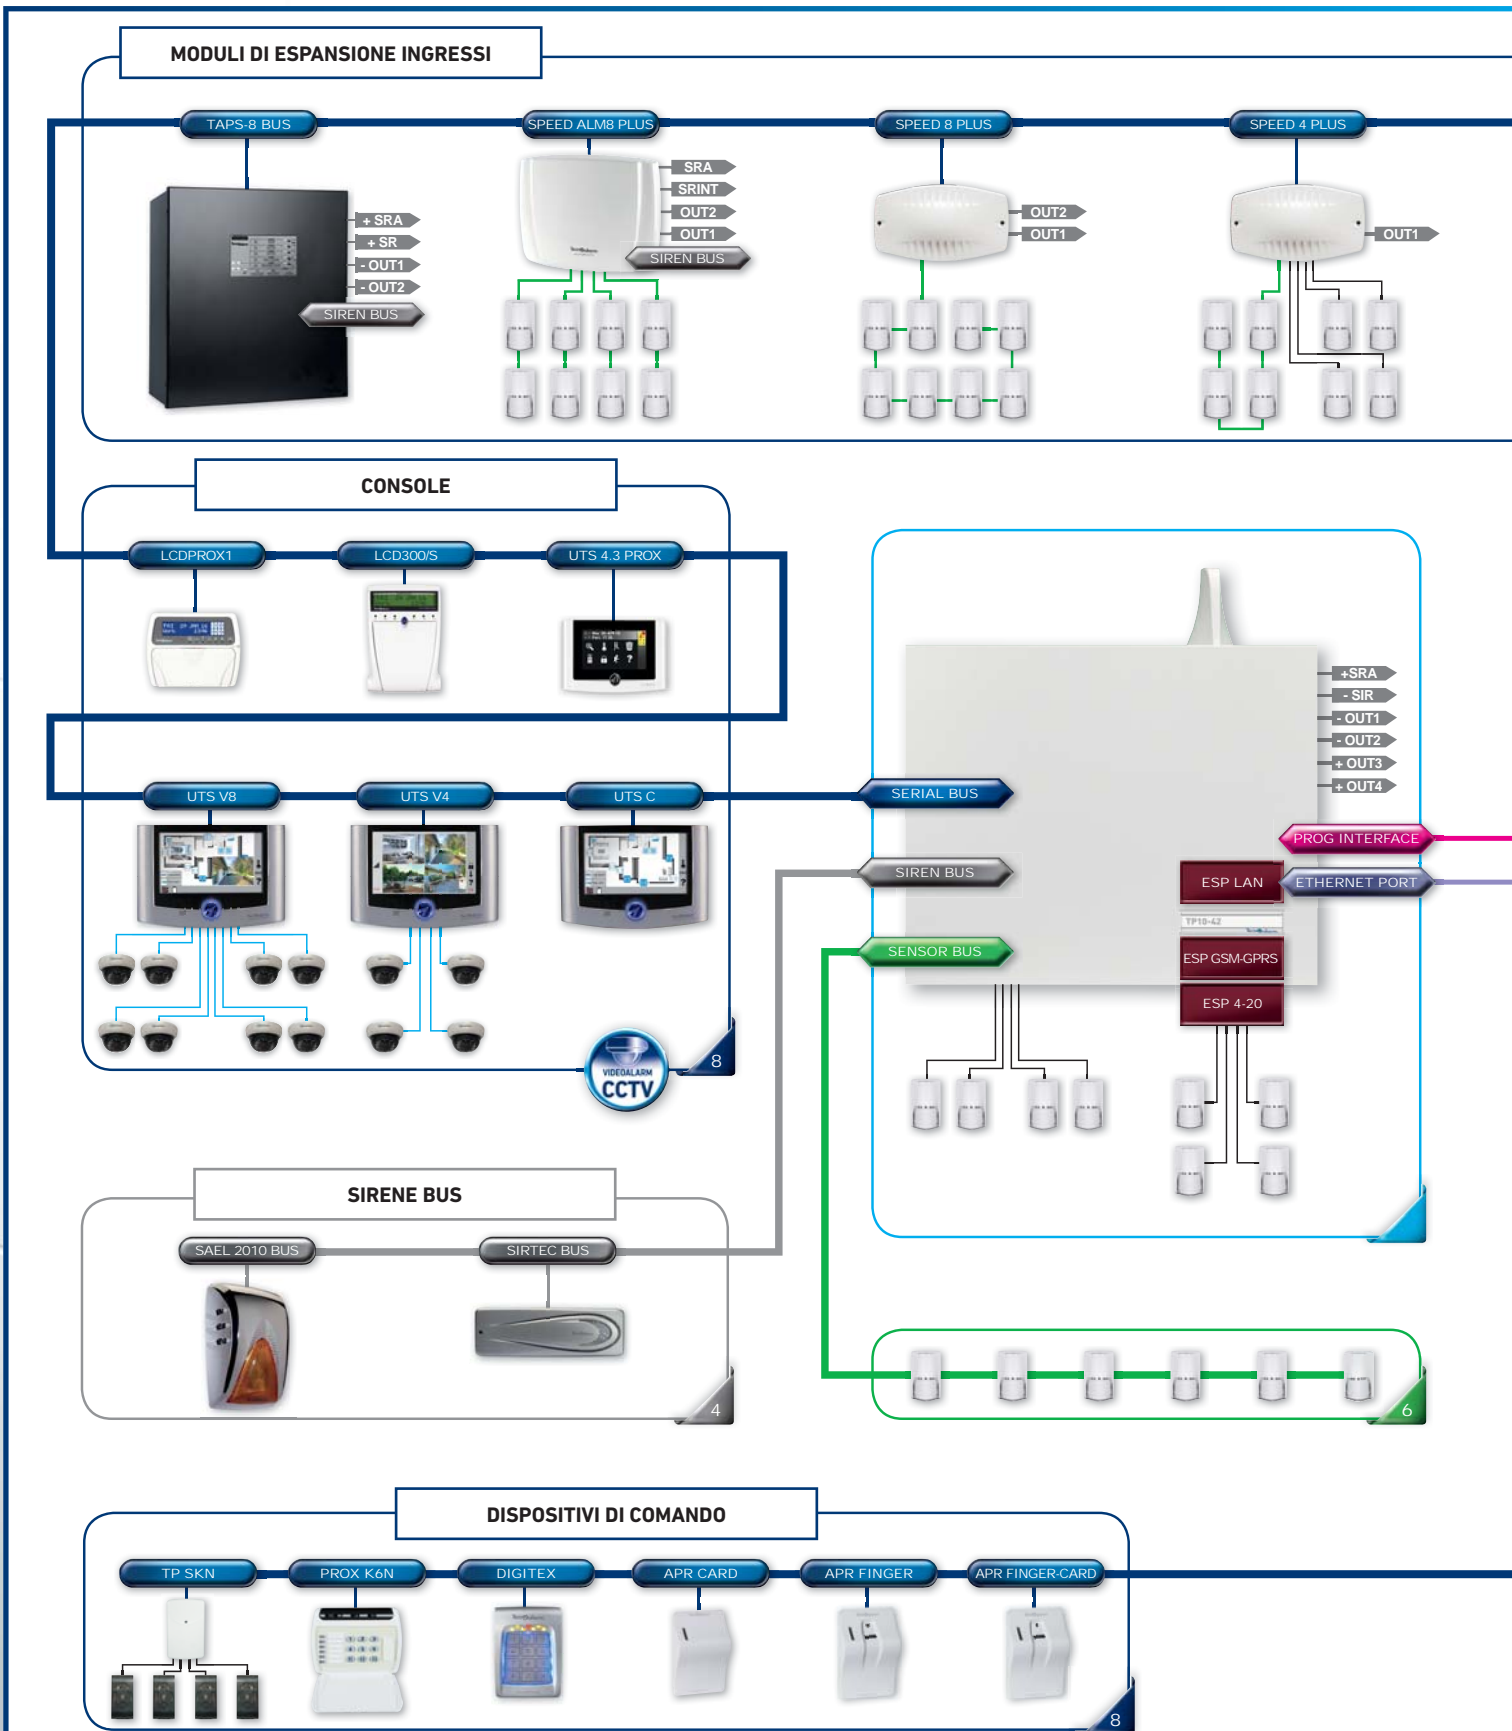 MODULI DI ESPANSIONE INGRESSI
TAPS-8 BUS
SPEED ALM8 PLUS
SPEED 8 PLUS
SPEED 4 PLUS
+ SRA
+ SR
- OUT1
- OUT2
SIREN BUS
SRA
SRINT
OUT2
OUT1
SIREN BUS
OUT2
OUT1
OUT1
CONSOLE
LCDPROX1
LCD300/S
UTS 4.3 PROX
UTS V8
UTS V4
UTS C
VIDEOALARM
CCTV
8
SERIAL BUS
SIREN BUS
SENSOR BUS
+SRA
- SIR
- OUT1
- OUT2
+ OUT3
+ OUT4
PROG INTERFACE
ETHERNET PORT
ESP LAN
TP10-42
ESP GSM-GPRS
ESP 4-20
SIRENE BUS
SAEL 2010 BUS
SIRTEC BUS
4
6
DISPOSITIVI DI COMANDO
TP SKN
PROX K6N
DIGITEX
APR CARD
APR FINGER
APR FINGER-CARD
8